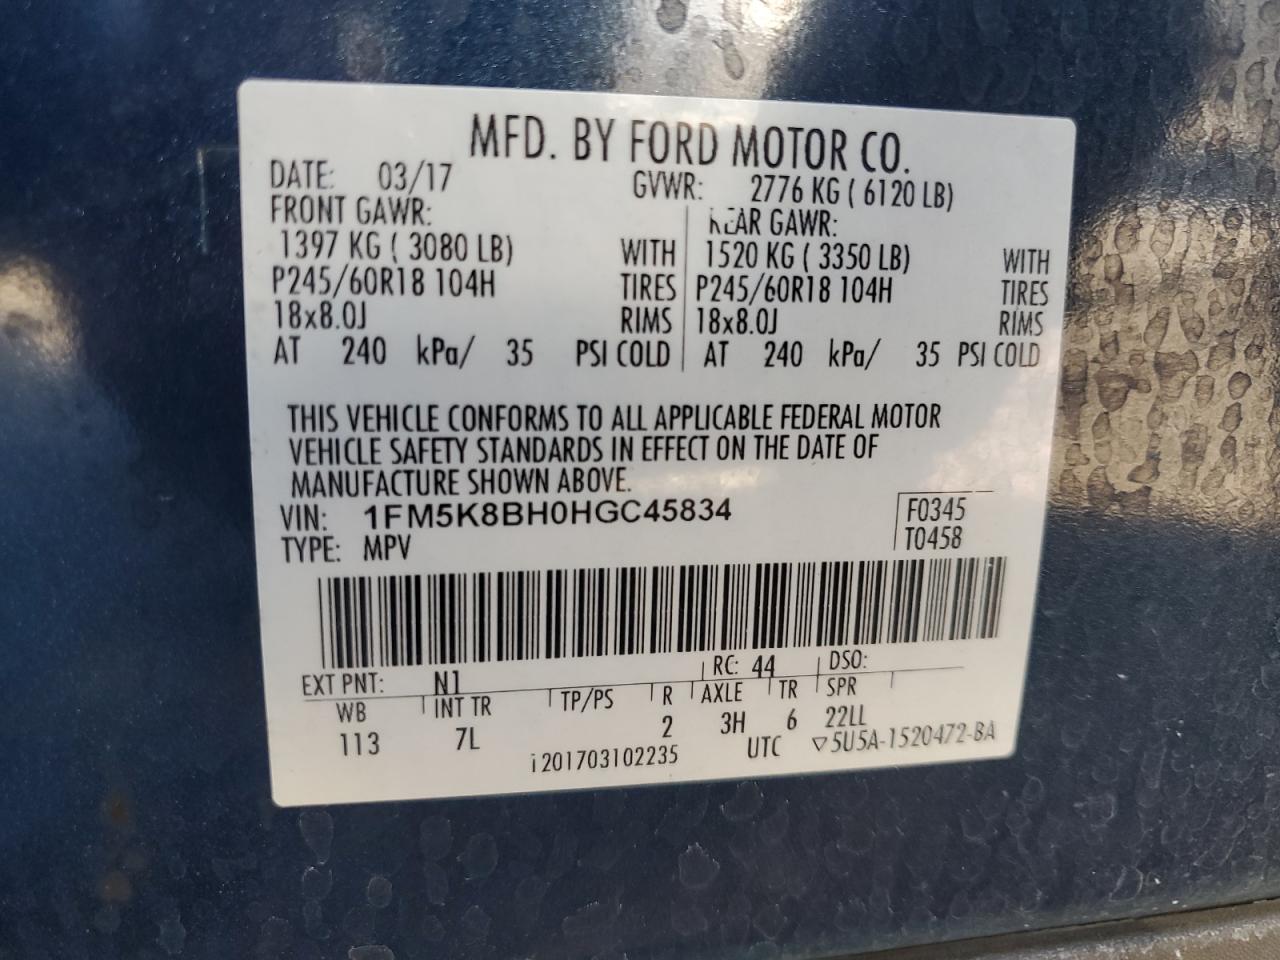 MFD. BY FORD MOTOR CO.
DATE: 03/17 GVWR: 2776 KG ( 6120 LB)
FRONT GAWR: REAR GAWR:
1397 KG ( 3080 LB) WITH 1520 KG ( 3350 LB) WITH
P245/60R18 104H TIRES P245/60R18 104H TIRES
18x8.0J RIMS 18x8.0J RIMS
AT 240 kPa/ 35 PSI COLD AT 240 kPa/ 35 PSI COLD
THIS VEHICLE CONFORMS TO ALL APPLICABLE FEDERAL MOTOR
VEHICLE SAFETY STANDARDS IN EFFECT ON THE DATE OF
MANUFACTURE SHOWN ABOVE.
VIN: 1FM5K8BH0HGC45834 F0345
TYPE: MPV T0458
EXT PNT: N1 RC: 44 DSO:
WB INT TR TP/PS R AXLE TR SPR
113 7L 2 3H 6 22LL
i201703102235 UTC ▽5U5A-1520472-BA